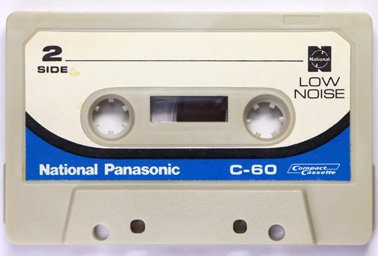 2
SIDE
National
LOW
NOISE
National Panasonic
C-60
Compact
Cassette